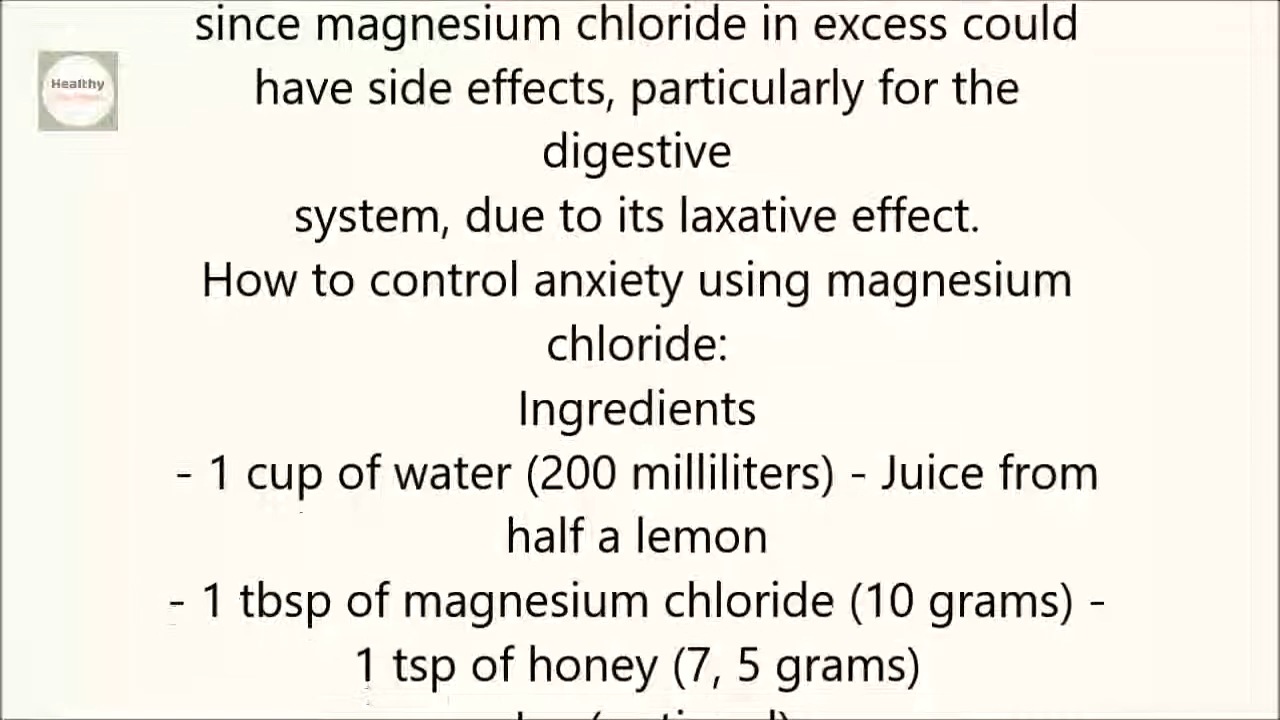 since magnesium chloride in excess could
Healthy
have side effects, particularly for the
digestive
system, due to its laxative effect.
How to control anxiety using magnesium
chloride:
Ingredients
- 1 cup of water (200 milliliters) - Juice from
half a lemon
- 1 tbsp of magnesium chloride (10 grams) -
1 tsp of honey (7, 5 grams)